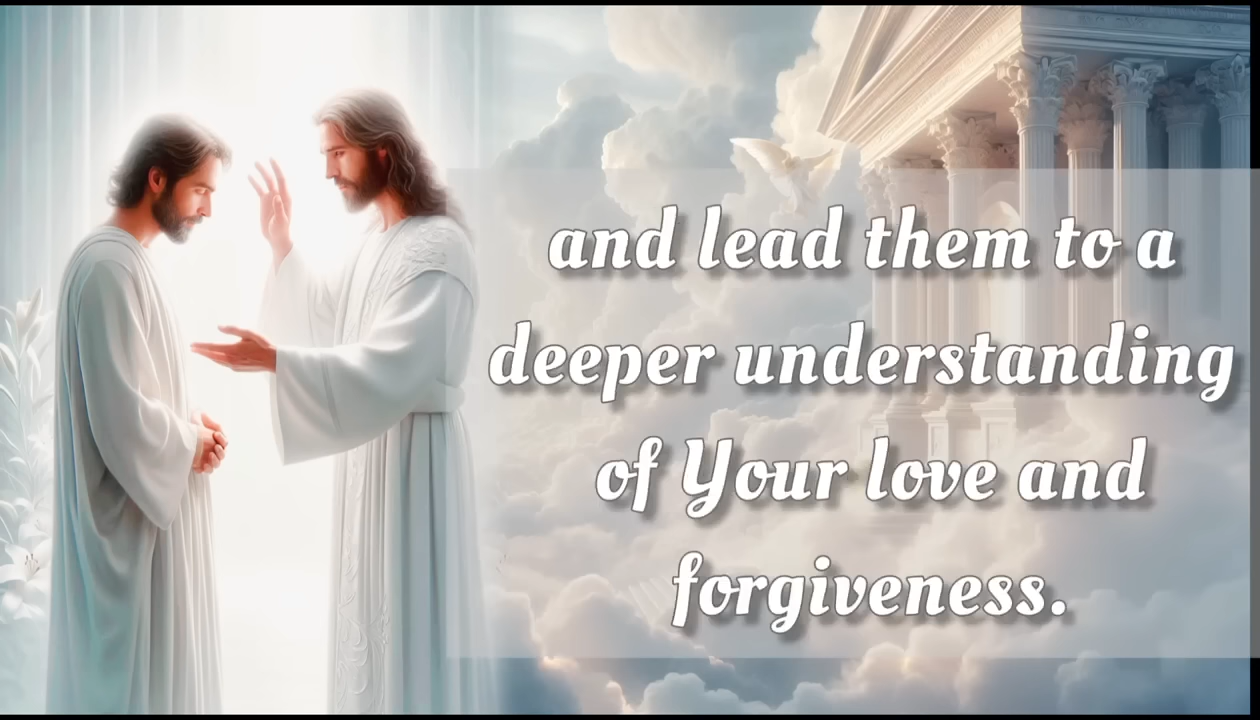 and lead them to a
deeper understanding
of Your love and
forgiveness.